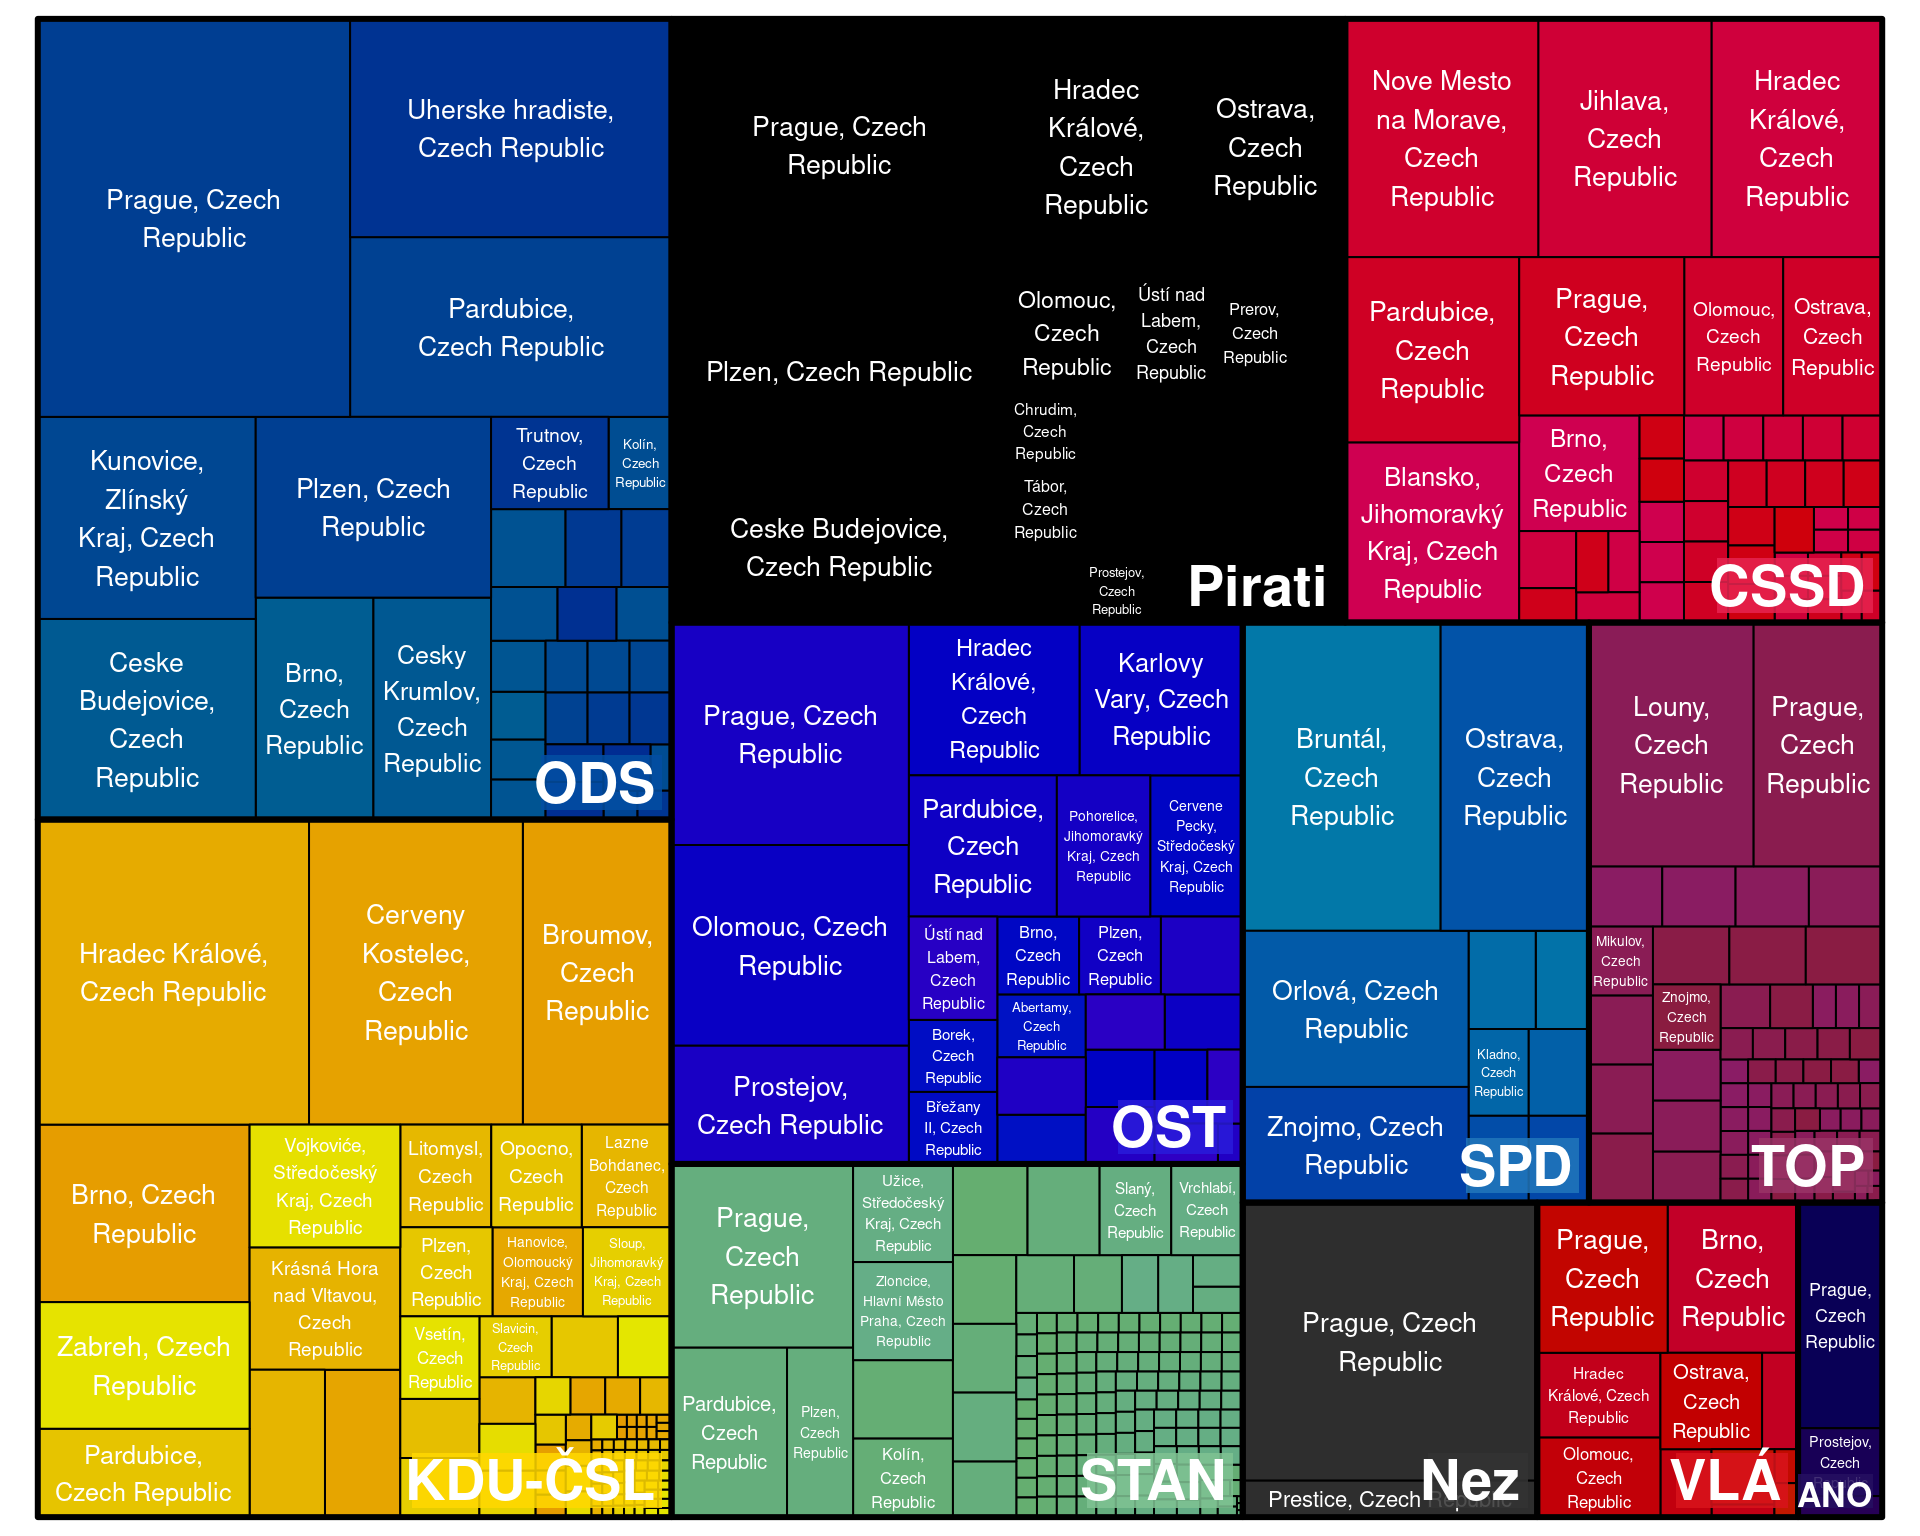 Prague, Czech
Republic
Uherske hradiste,
Czech Republic
Pardubice,
Czech Republic
Kunovice,
Zlínský
Kraj, Czech
Republic
Plzen, Czech
Republic
Trutnov,
Czech
Republic
Kolín,
Czech
Republic
Ceske
Budejovice,
Czech
Republic
Brno,
Czech
Republic
Cesky
Krumlov,
Czech
Republic
ODS
Prague, Czech
Republic
Hradec
Králové,
Czech
Republic
Ostrava,
Czech
Republic
Plzen, Czech Republic
Olomouc,
Czech
Republic
Ústí nad
Labem,
Czech
Republic
Prerov,
Czech
Republic
Chrudim,
Czech
Republic
Tábor,
Czech
Republic
Ceske Budejovice,
Czech Republic
Prostejov,
Czech
Republic
Pirati
Nove Mesto
na Morave,
Czech
Republic
Jihlava,
Czech
Republic
Hradec
Králové,
Czech
Republic
Pardubice,
Czech
Republic
Prague,
Czech
Republic
Olomouc,
Czech
Republic
Ostrava,
Czech
Republic
Blansko,
Jihomoravký
Kraj, Czech
Republic
Brno,
Czech
Republic
CSSD
Hradec Králové,
Czech Republic
Cerveny
Kostelec,
Czech
Republic
Broumov,
Czech
Republic
Brno, Czech
Republic
Vojkoviće,
Středočeský
Kraj, Czech
Republic
Litomysl,
Czech
Republic
Opocno,
Czech
Republic
Lazne
Bohdanec,
Czech
Republic
Krásná Hora
nad Vltavou,
Czech
Republic
Plzen,
Czech
Republic
Hanovice,
Olomoucký
Kraj, Czech
Republic
Sloup,
Jihomoravký
Kraj, Czech
Republic
Zabreh, Czech
Republic
Vsetín,
Czech
Republic
Slavicin,
Czech
Republic
Pardubice,
Czech Republic
KDU-ČSL
Prague, Czech
Republic
Hradec
Králové,
Czech
Republic
Karlovy
Vary, Czech
Republic
Pardubice,
Czech
Republic
Pohorelice,
Jihomoravký
Kraj, Czech
Republic
Cervene
Pecky,
Středočeský
Kraj, Czech
Republic
Olomouc, Czech
Republic
Ústí nad
Labem,
Czech
Republic
Brno,
Czech
Republic
Plzen,
Czech
Republic
Abertamy,
Czech
Republic
Borek,
Czech
Republic
Prostejov,
Czech Republic
Břežany
II, Czech
Republic
OST
Bruntál,
Czech
Republic
Ostrava,
Czech
Republic
Orlová, Czech
Republic
Kladno,
Czech
Republic
Znojmo, Czech
Republic
SPD
Louny,
Czech
Republic
Prague,
Czech
Republic
Mikulov,
Czech
Republic
Znojmo,
Czech
Republic
TOP
Prague,
Czech
Republic
Užice,
Středočeský
Kraj, Czech
Republic
Slaný,
Czech
Republic
Vrchlabí,
Czech
Republic
Zloncice,
Hlavní Město
Praha, Czech
Republic
Pardubice,
Czech
Republic
Plzen,
Czech
Republic
Kolín,
Czech
Republic
STAN
Prague, Czech
Republic
Prestice, Czech Republic
Nez
Prague,
Czech
Republic
Brno,
Czech
Republic
Hradec
Králové, Czech
Republic
Ostrava,
Czech
Republic
Olomouc,
Czech
Republic
VLÁ
Prague,
Czech
Republic
Prostejov,
Czech
Republic
ANO